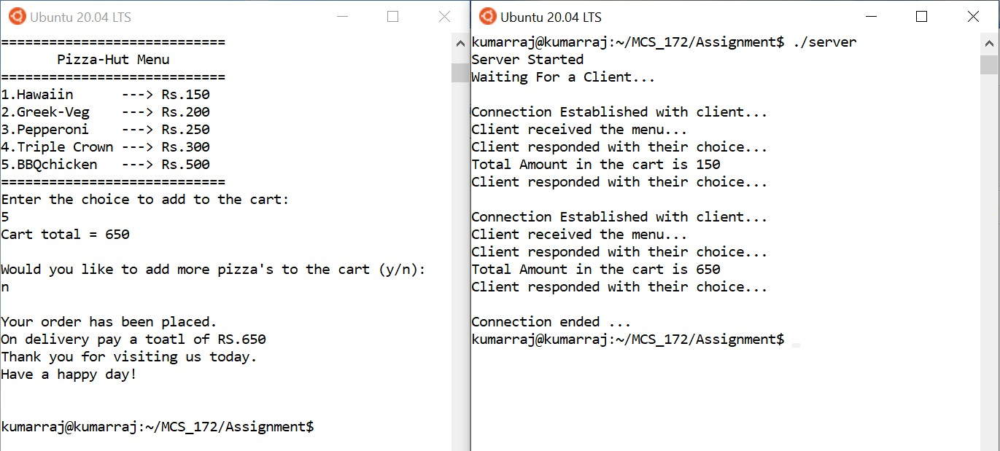 Ubuntu 20.04 LTS
============================
       Pizza-Hut Menu
============================
1.Hawaiin      ---> Rs.150
2.Greek-Veg    ---> Rs.200
3.Pepperoni    ---> Rs.250
4.Triple Crown ---> Rs.300
5.BBQchicken   ---> Rs.500
============================
Enter the choice to add to the cart:
5
Cart total = 650
Would you like to add more pizza's to the cart (y/n):
n
Your order has been placed.
On delivery pay a toatl of RS.650
Thank you for visiting us today.
Have a happy day!
kumarraj@kumarraj:~/MCS_172/Assignment$
Ubuntu 20.04 LTS
kumarraj@kumarraj:~/MCS_172/Assignment$ ./server
Server Started
Waiting For a Client...
Connection Established with client...
Client received the menu...
Client responded with their choice...
Total Amount in the cart is 150
Client responded with their choice...
Connection Established with client...
Client received the menu...
Client responded with their choice...
Total Amount in the cart is 650
Client responded with their choice...
Connection ended ...
kumarraj@kumarraj:~/MCS_172/Assignment$